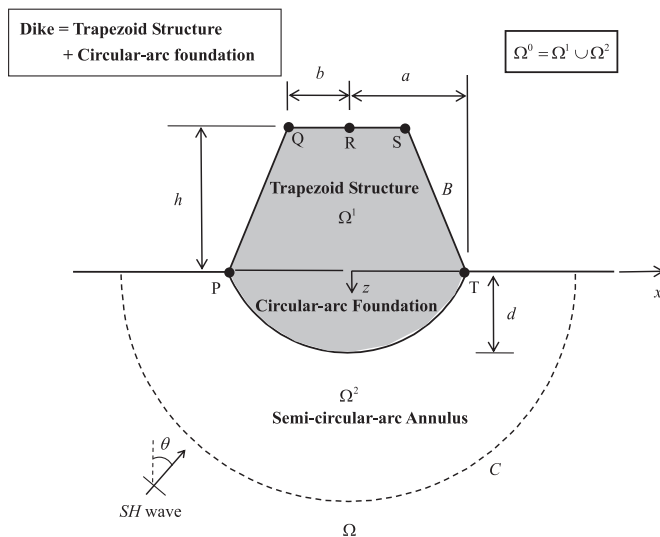 Dike = Trapezoid Structure
+ Circular-arc foundation
Ω⁰ = Ω¹ ∪ Ω²
b
a
Q
R
S
h
Trapezoid Structure
B
Ω¹
P
z
T
x
Circular-arc Foundation
d
Ω²
Semi-circular-arc Annulus
θ
C
SH wave
Ω